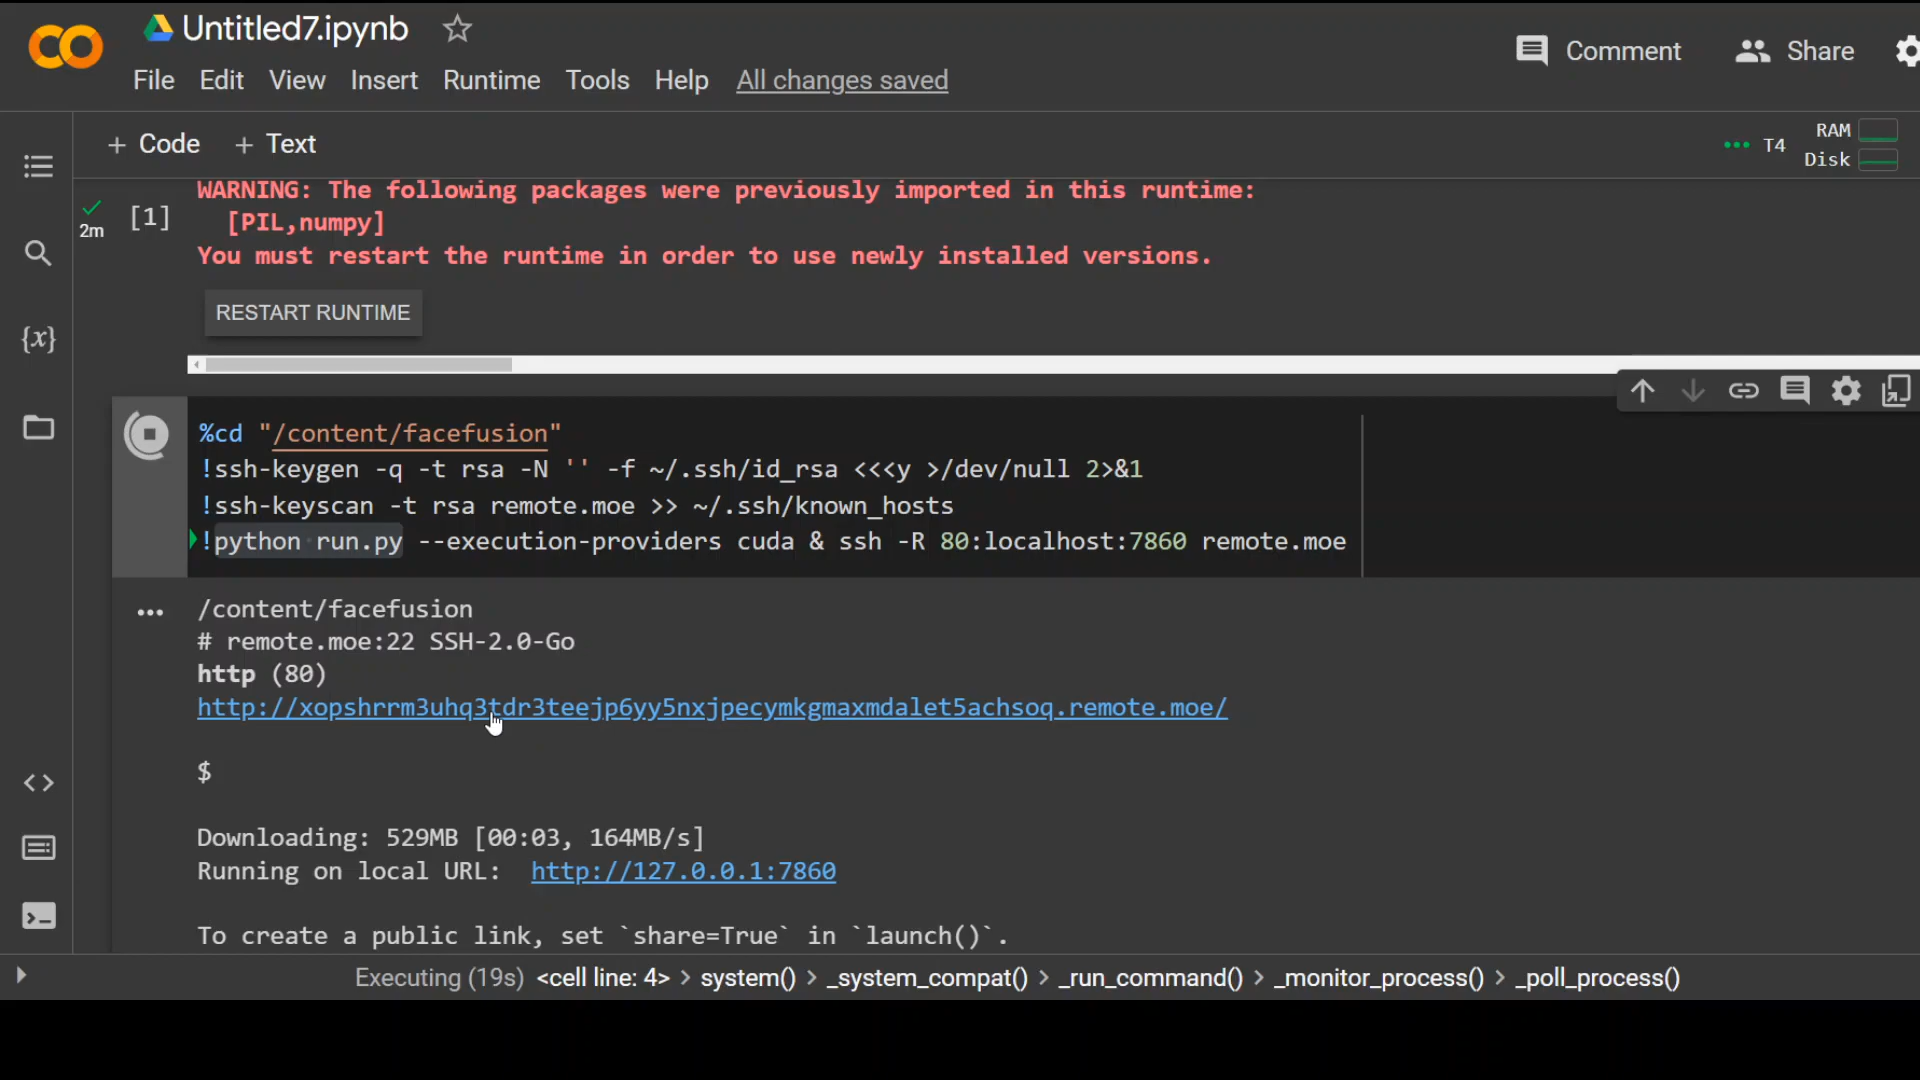 Untitled7.ipynb
File Edit View Insert Runtime Tools Help All changes saved
Comment Share
+ Code + Text
T4 RAM Disk
WARNING: The following packages were previously imported in this runtime:
[PIL,numpy]
You must restart the runtime in order to use newly installed versions.
2m [1]
RESTART RUNTIME
%cd "/content/facefusion"
!ssh-keygen -q -t rsa -N '' -f ~/.ssh/id_rsa <<<y >/dev/null 2>&1
!ssh-keyscan -t rsa remote.moe >> ~/.ssh/known_hosts
!python run.py --execution-providers cuda & ssh -R 80:localhost:7860 remote.moe
/content/facefusion
# remote.moe:22 SSH-2.0-Go
http (80)
http://xopshrrm3uhq3tdr3teejp6yy5nxjpecymkgmaxmdalet5achsoq.remote.moe/
$
Downloading: 529MB [00:03, 164MB/s]
Running on local URL: http://127.0.0.1:7860
To create a public link, set `share=True` in `launch()`.
Executing (19s) <cell line: 4> > system() > _system_compat() > _run_command() > _monitor_process() > _poll_process()